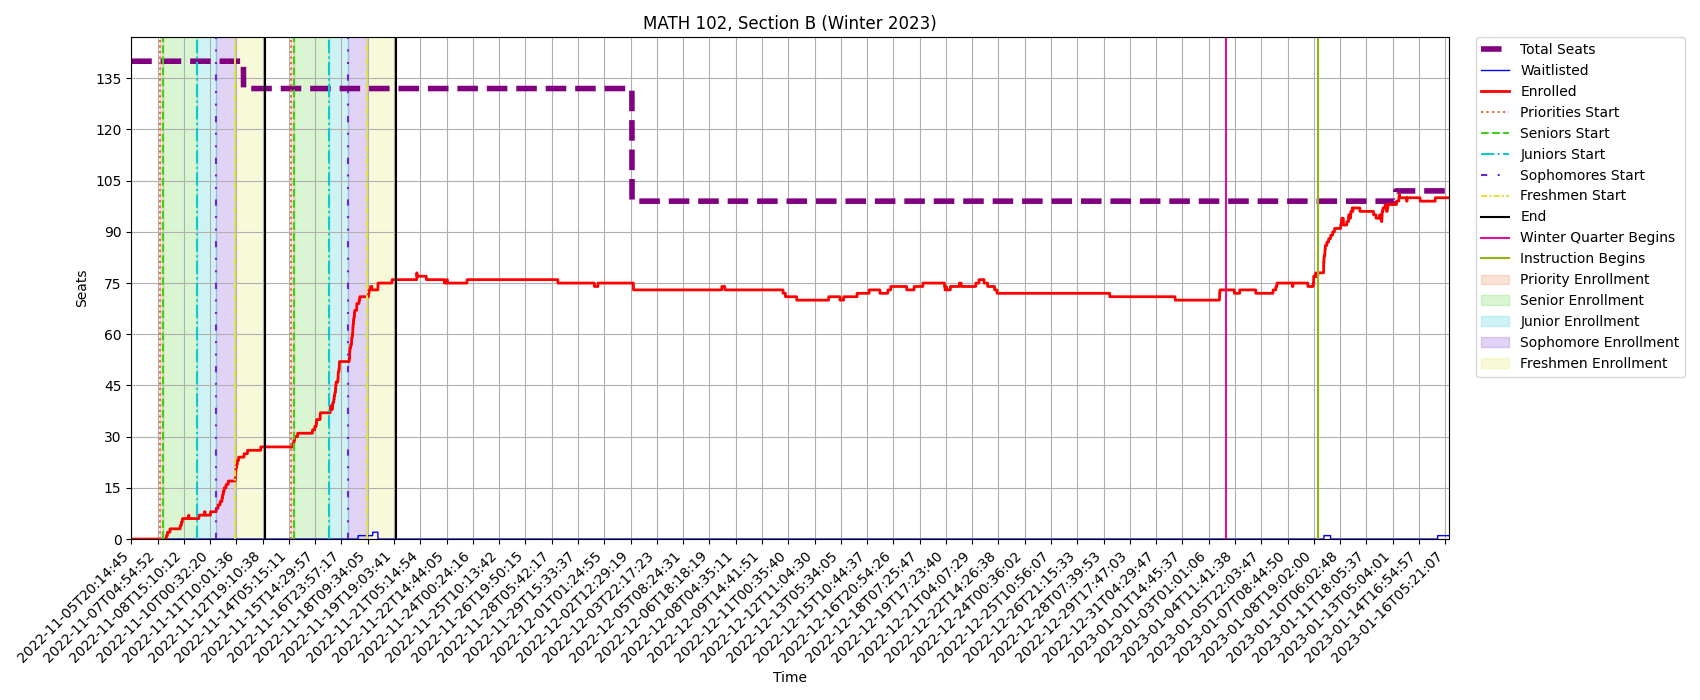 MATH 102, Section B (Winter 2023)
Seats
135
120
105
90
75
60
45
30
15
0
2022-11-05T20:14:45
2022-11-07T04:54:52
2022-11-08T15:10:12
2022-11-10T00:32:20
2022-11-11T10:01:36
2022-11-12T19:10:38
2022-11-14T05:15:11
2022-11-15T14:29:57
2022-11-16T23:57:17
2022-11-18T09:34:05
2022-11-19T19:03:41
2022-11-21T05:14:54
2022-11-22T14:44:05
2022-11-24T00:24:16
2022-11-25T10:13:42
2022-11-26T19:50:15
2022-11-28T05:42:17
2022-11-29T15:33:37
2022-12-01T01:24:55
2022-12-02T12:29:19
2022-12-03T22:17:23
2022-12-05T08:24:31
2022-12-06T18:18:19
2022-12-08T04:35:11
2022-12-09T14:41:51
2022-12-11T00:35:40
2022-12-12T11:04:30
2022-12-13T05:34:05
2022-12-15T10:44:37
2022-12-16T20:54:26
2022-12-18T07:25:47
2022-12-19T17:23:40
2022-12-21T04:07:29
2022-12-22T14:26:38
2022-12-24T00:36:02
2022-12-25T10:56:07
2022-12-26T21:15:33
2022-12-28T07:39:53
2022-12-29T17:47:03
2022-12-31T04:29:47
2023-01-01T14:45:37
2023-01-03T01:01:06
2023-01-04T11:41:38
2023-01-05T22:03:47
2023-01-07T08:44:50
2023-01-08T19:02:00
2023-01-10T06:02:48
2023-01-11T18:05:37
2023-01-13T05:04:01
2023-01-14T16:54:57
2023-01-16T05:21:07
Time
Total Seats
Waitlisted
Enrolled
Priorities Start
Seniors Start
Juniors Start
Sophomores Start
Freshmen Start
End
Winter Quarter Begins
Instruction Begins
Priority Enrollment
Senior Enrollment
Junior Enrollment
Sophomore Enrollment
Freshmen Enrollment